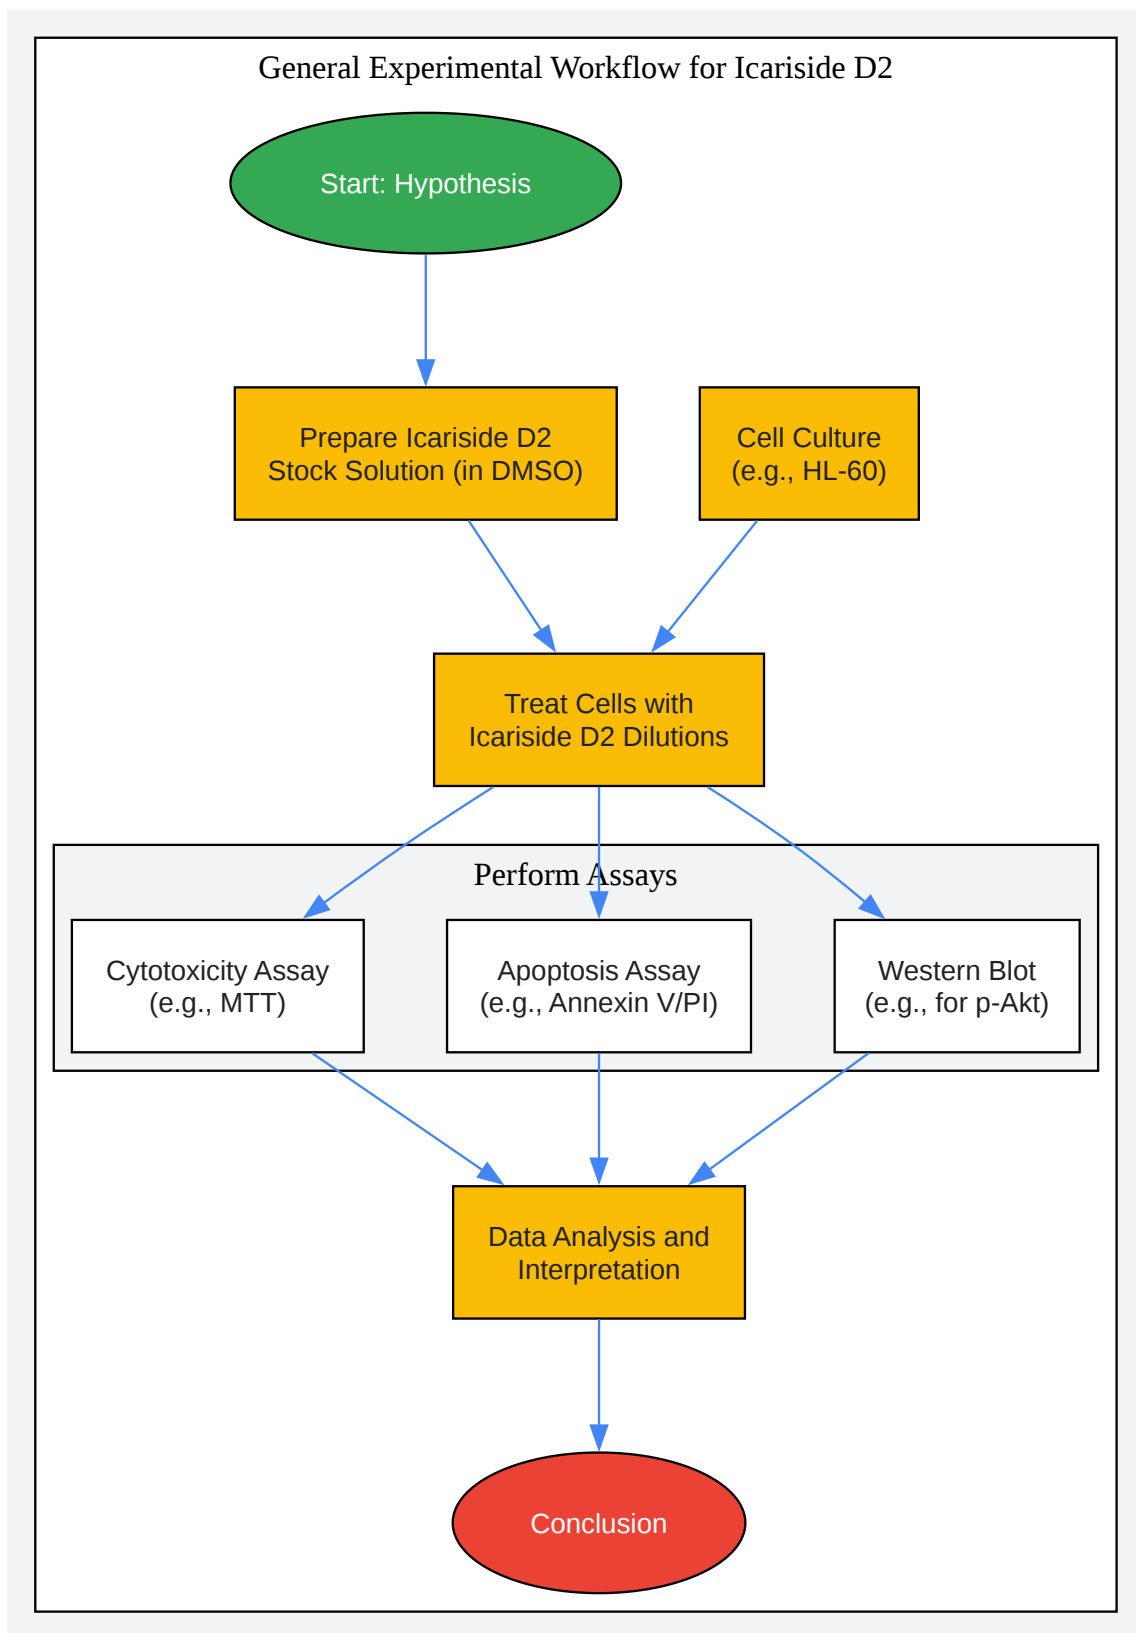 General Experimental Workflow for Icariside D2
Start: Hypothesis
Prepare Icariside D2
Stock Solution (in DMSO)
Cell Culture
(e.g., HL-60)
Treat Cells with
Icariside D2 Dilutions
Perform Assays
Cytotoxicity Assay
(e.g., MTT)
Apoptosis Assay
(e.g., Annexin V/PI)
Western Blot
(e.g., for p-Akt)
Data Analysis and
Interpretation
Conclusion